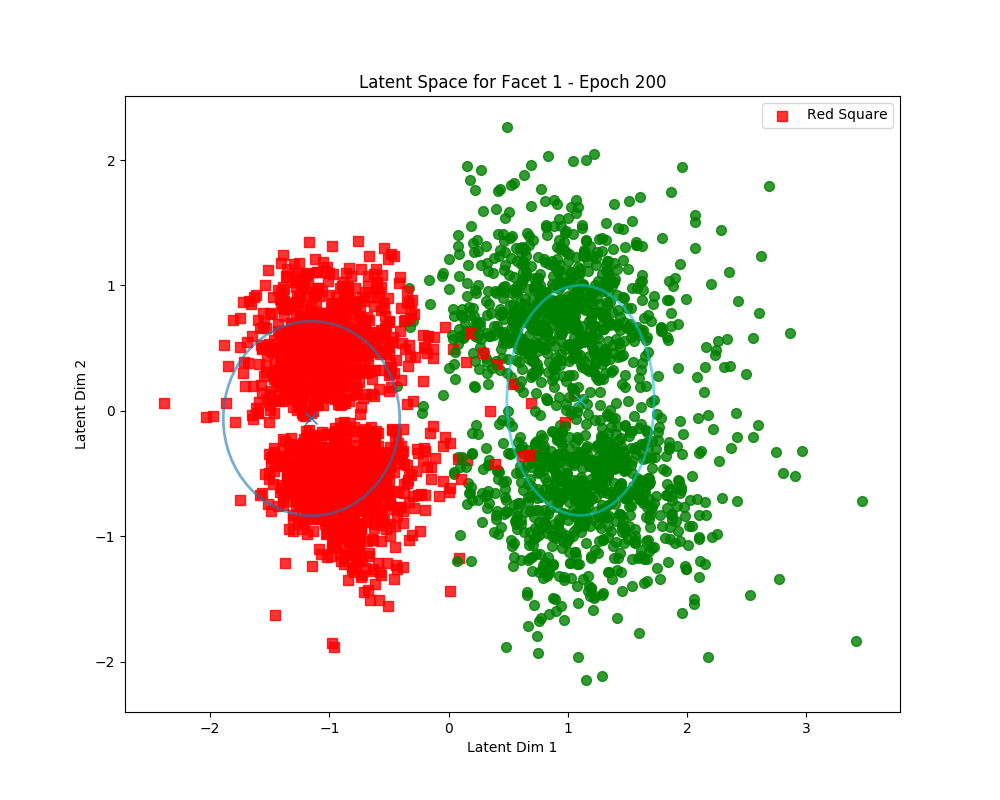 Latent Space for Facet 1 - Epoch 200
Red Square
2
1
0
−1
−2
Latent Dim 2
−2
−1
0
1
2
3
Latent Dim 1